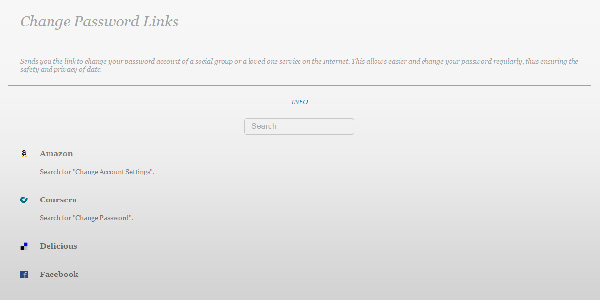 Change Password Links
Sends you the link to change your password account of a social group or a loved one service on the Internet. This allows easier and change your password regularly, thus ensuring the
safety and privacy of date.
INFO
Search
Amazon
Search for "Change Account Settings".
Coursera
Search for "Change Password".
Delicious
Facebook